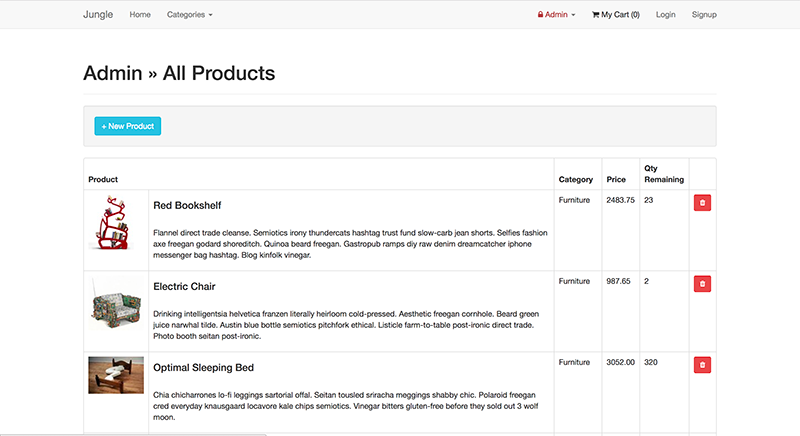 Jungle Home Categories Admin My Cart (0) Login Signup
Admin » All Products
+ New Product
Product Category Price Qty Remaining
Red Bookshelf Furniture 2483.75 23
Flannel direct trade cleanse. Semiotics irony thundercats hashtag trust fund slow-carb jean shorts. Selfies fashion
axe freegan godard shoreditch. Quinoa beard freegan. Gastropub ramps diy raw denim dreamcatcher iphone
messenger bag hashtag. Blog kinfolk vinegar.
Electric Chair Furniture 987.65 2
Drinking intelligentsia helvetica franzen literally heirloom cold-pressed. Aesthetic freegan cornhole. Beard green
juice narwhal tilde. Austin blue bottle semiotics pitchfork ethical. Listicle farm-to-table post-ironic direct trade.
Photo booth seitan post-ironic.
Optimal Sleeping Bed Furniture 3052.00 320
Chia chicharrones lo-fi leggings sartorial offal. Seitan tousled sriracha meggings shabby chic. Polaroid freegan
cred everyday knausgaard locavore kale chips semiotics. Vinegar bitters gluten-free before they sold out 3 wolf
moon.